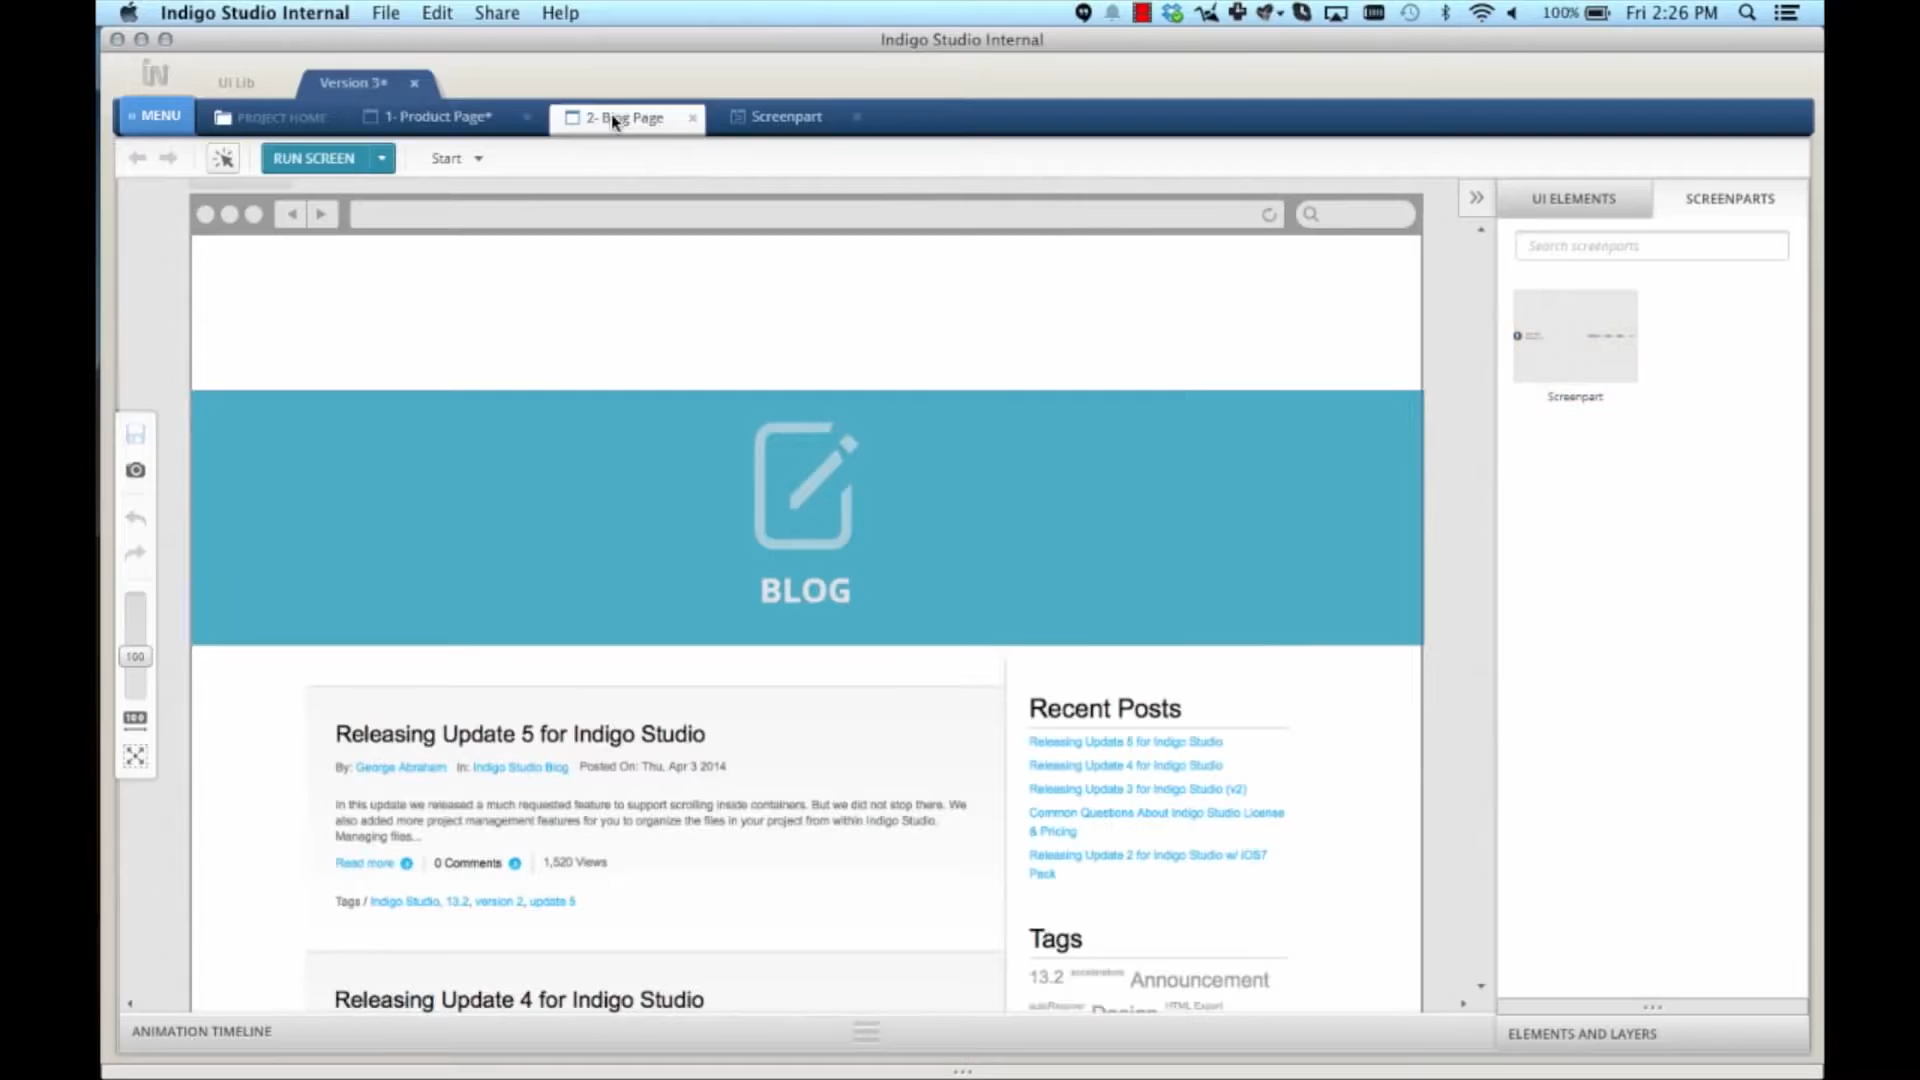 Indigo Studio Internal File Edit Share Help 100% Fri 2:26 PM
Indigo Studio Internal
UI Lib Version 3*
MENU PROJECT HOME 1- Product Page* 2- Blog Page Screenpart
RUN SCREEN Start
UI ELEMENTS SCREENPARTS
Search screenparts
Screenpart
BLOG
100
100
Releasing Update 5 for Indigo Studio
By: George Abraham In: Indigo Studio Blog Posted On: Thu, Apr 3 2014
In this update we released a much requested feature to support scrolling inside containers. But we did not stop there. We
also added more project management features for you to organize the files in your project from within Indigo Studio.
Managing files...
Read more 0 Comments 1,520 Views
Tags / Indigo Studio, 13.2, version 2, update 5
Releasing Update 4 for Indigo Studio
Recent Posts
Releasing Update 5 for Indigo Studio
Releasing Update 4 for Indigo Studio
Releasing Update 3 for Indigo Studio (v2)
Common Questions About Indigo Studio License
& Pricing
Releasing Update 2 for Indigo Studio w/ iOS7
Pack
Tags
13.2 Announcement
Design HTML Export
ANIMATION TIMELINE
ELEMENTS AND LAYERS